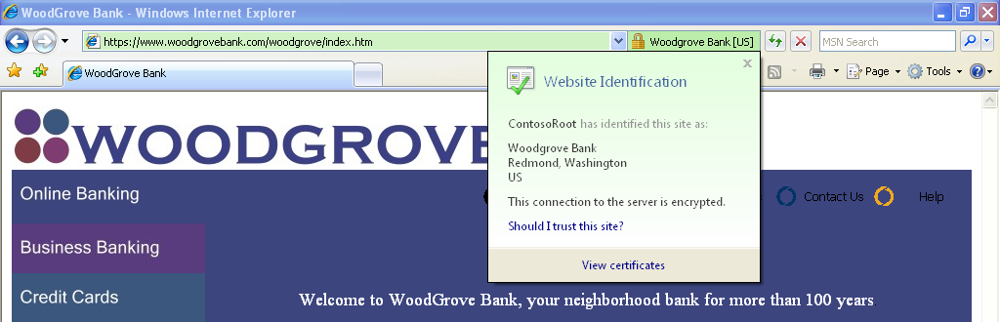 WoodGrove Bank - Windows Internet Explorer
https://www.woodgrovebank.com/woodgrove/index.htm
Woodgrove Bank [US]
MSN Search
WoodGrove Bank
Page
Tools
Website Identification
ContosoRoot has identified this site as:
Woodgrove Bank
Redmond, Washington
US
This connection to the server is encrypted.
Should I trust this site?
View certificates
WOODGROVE
Online Banking
Contact Us
Help
Business Banking
Credit Cards
Welcome to WoodGrove Bank, your neighborhood bank for more than 100 years.